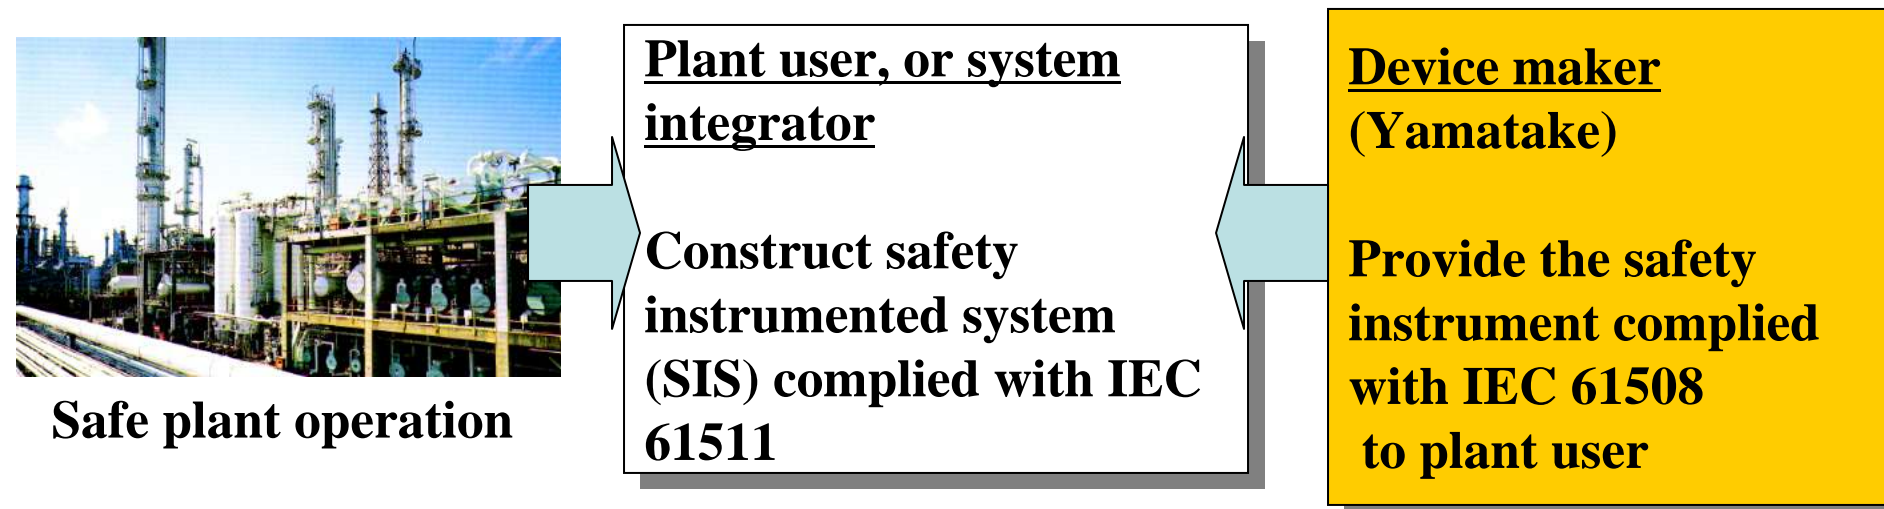 Safe plant operation
Plant user, or system
integrator
Construct safety
instrumented system
(SIS) complied with IEC
61511
Device maker
(Yamatake)
Provide the safety
instrument complied
with IEC 61508
to plant user